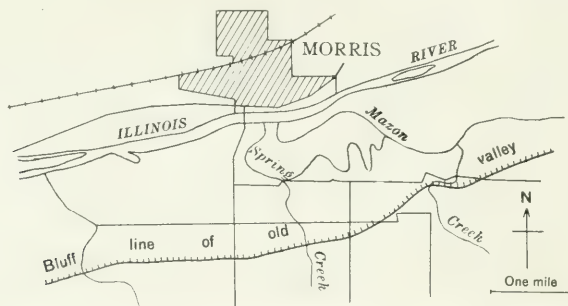 MORRIS
RIVER
ILLINOIS
Mazon
Spring
valley
Bluff line of old
Creek
Creek
N
One mile